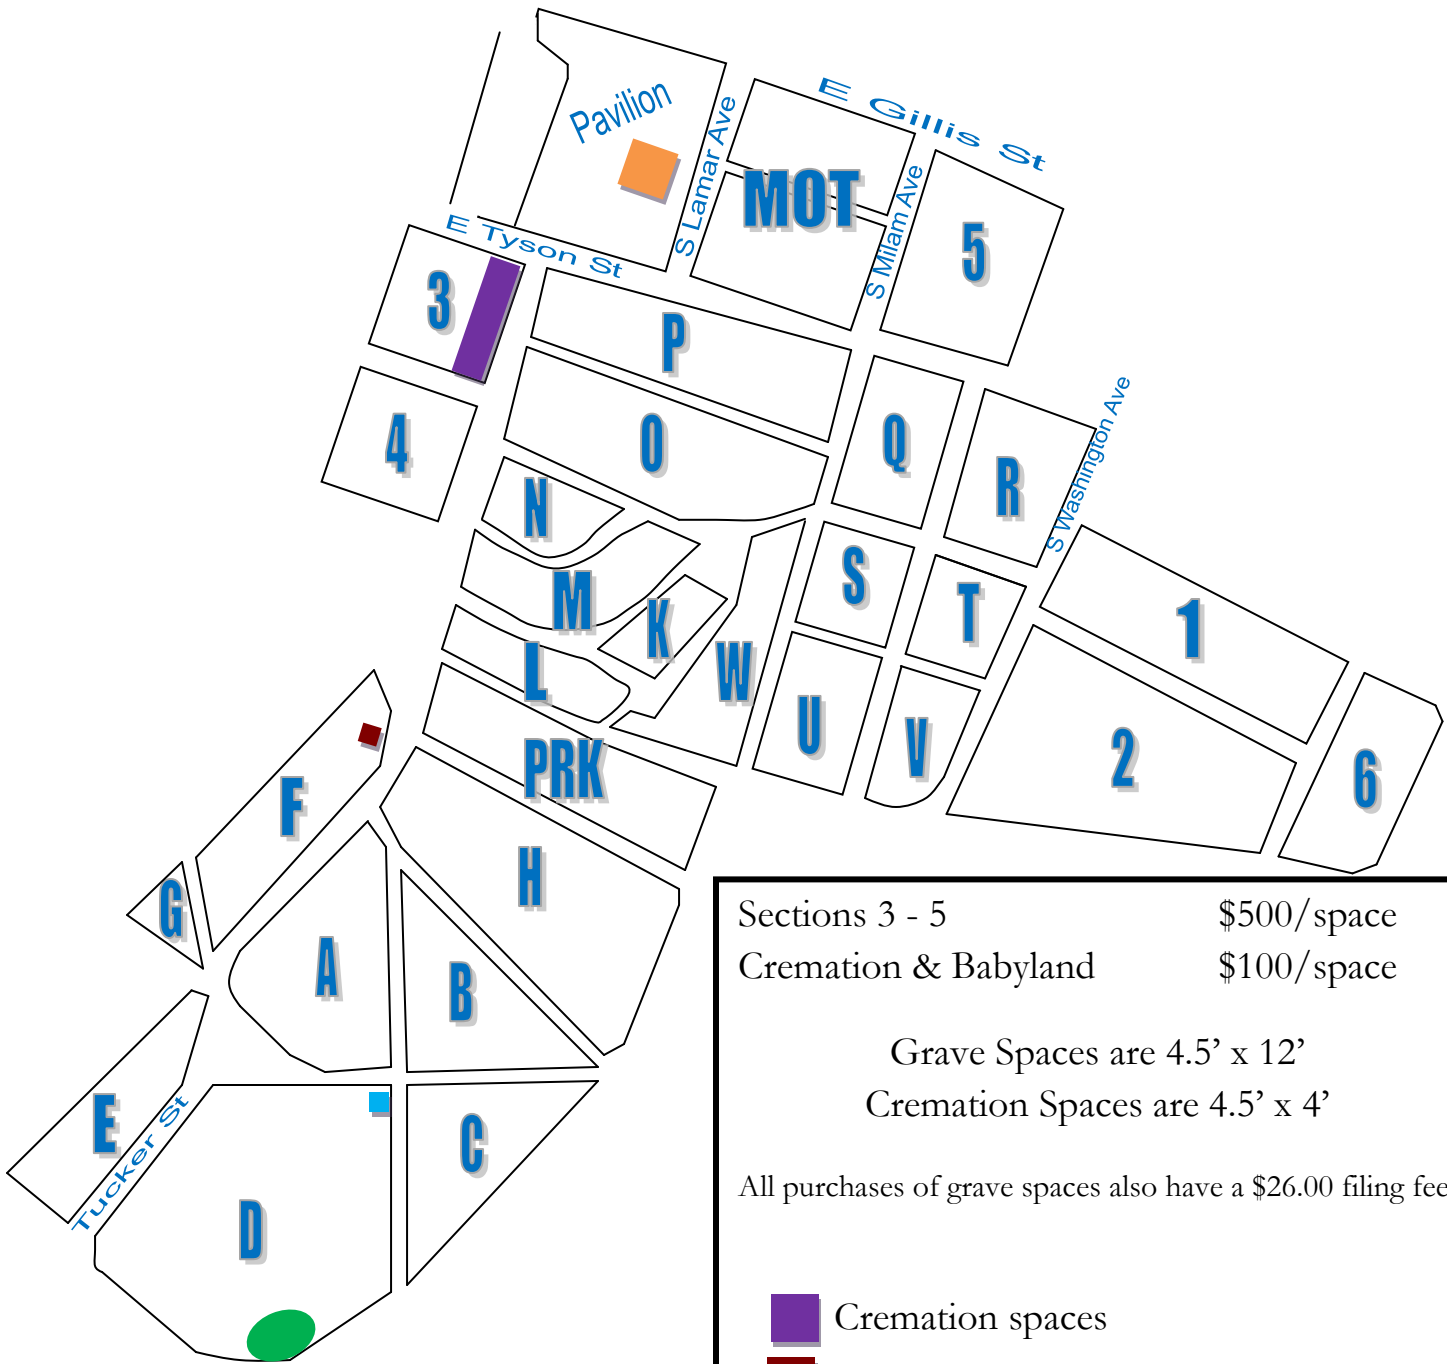 Pavilion
E Gillis St
S Lamar Ave
MOT
S Milam Ave
5
E Tyson St
3
P
4
O
Q
R
S Washington Ave
N
M
K
S
T
1
L
W
U
V
2
6
PRK
F
H
G
A
B
E
Tucker St
C
D
Sections 3 - 5 $500/space
Cremation & Babyland $100/space
Grave Spaces are 4.5’ x 12’
Cremation Spaces are 4.5’ x 4’
All purchases of grave spaces also have a $26.00 filing fee
Cremation spaces